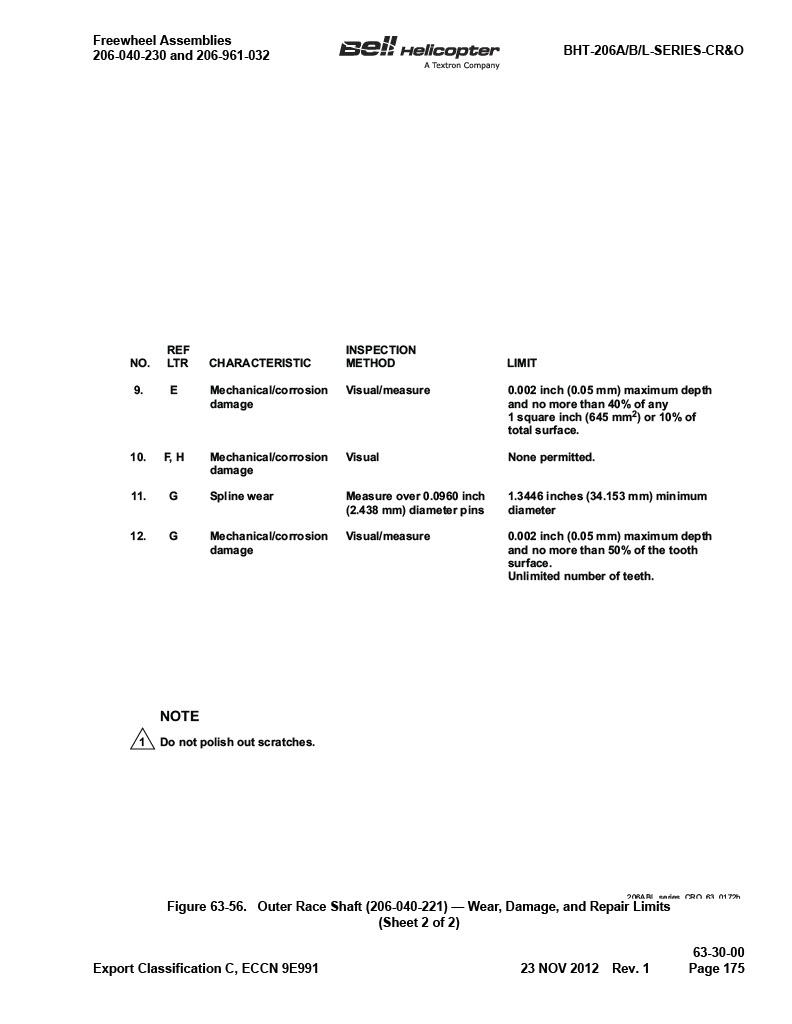 Freewheel Assemblies
206-040-230 and 206-961-032
Bell Helicopter
A Textron Company
BHT-206A/B/L-SERIES-CR&O
NO. REF LTR CHARACTERISTIC INSPECTION METHOD LIMIT
9. E Mechanical/corrosion damage Visual/measure 0.002 inch (0.05 mm) maximum depth
and no more than 40% of any
1 square inch (645 mm²) or 10% of
total surface.
10. F, H Mechanical/corrosion damage Visual None permitted.
11. G Spline wear Measure over 0.0960 inch (2.438 mm) diameter pins 1.3446 inches (34.153 mm) minimum
diameter
12. G Mechanical/corrosion damage Visual/measure 0.002 inch (0.05 mm) maximum depth
and no more than 50% of the tooth
surface.
Unlimited number of teeth.
NOTE
1 Do not polish out scratches.
Figure 63-56. Outer Race Shaft (206-040-221) — Wear, Damage, and Repair Limits
(Sheet 2 of 2)
63-30-00
Export Classification C, ECCN 9E991 23 NOV 2012 Rev. 1 Page 175